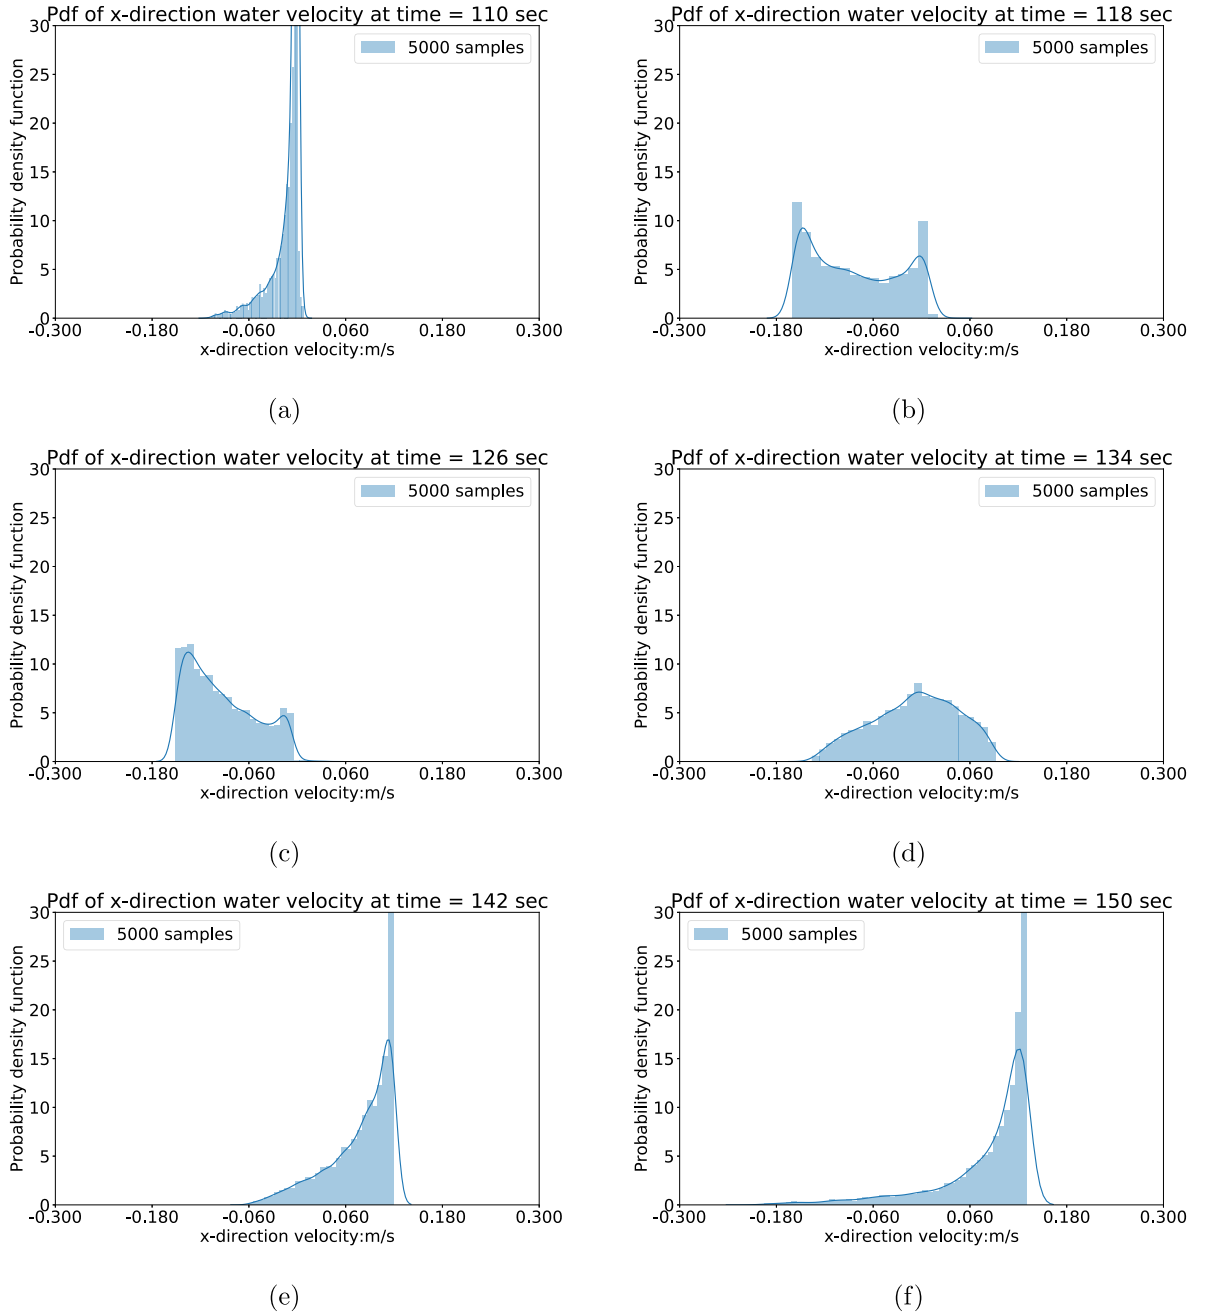 Pdf of x-direction water velocity at time = 110 sec
30
25
20
15
10
5
0
Probability density function
5000 samples
-0.300 -0.180 -0.060 0.060 0.180 0.300
x-direction velocity:m/s
(a)
Pdf of x-direction water velocity at time = 118 sec
30
25
20
15
10
5
0
Probability density function
5000 samples
-0.300 -0.180 -0.060 0.060 0.180 0.300
x-direction velocity:m/s
(b)
Pdf of x-direction water velocity at time = 126 sec
30
25
20
15
10
5
0
Probability density function
5000 samples
-0.300 -0.180 -0.060 0.060 0.180 0.300
x-direction velocity:m/s
(c)
Pdf of x-direction water velocity at time = 134 sec
30
25
20
15
10
5
0
Probability density function
5000 samples
-0.300 -0.180 -0.060 0.060 0.180 0.300
x-direction velocity:m/s
(d)
Pdf of x-direction water velocity at time = 142 sec
30
25
20
15
10
5
0
Probability density function
5000 samples
-0.300 -0.180 -0.060 0.060 0.180 0.300
x-direction velocity:m/s
(e)
Pdf of x-direction water velocity at time = 150 sec
30
25
20
15
10
5
0
Probability density function
5000 samples
-0.300 -0.180 -0.060 0.060 0.180 0.300
x-direction velocity:m/s
(f)